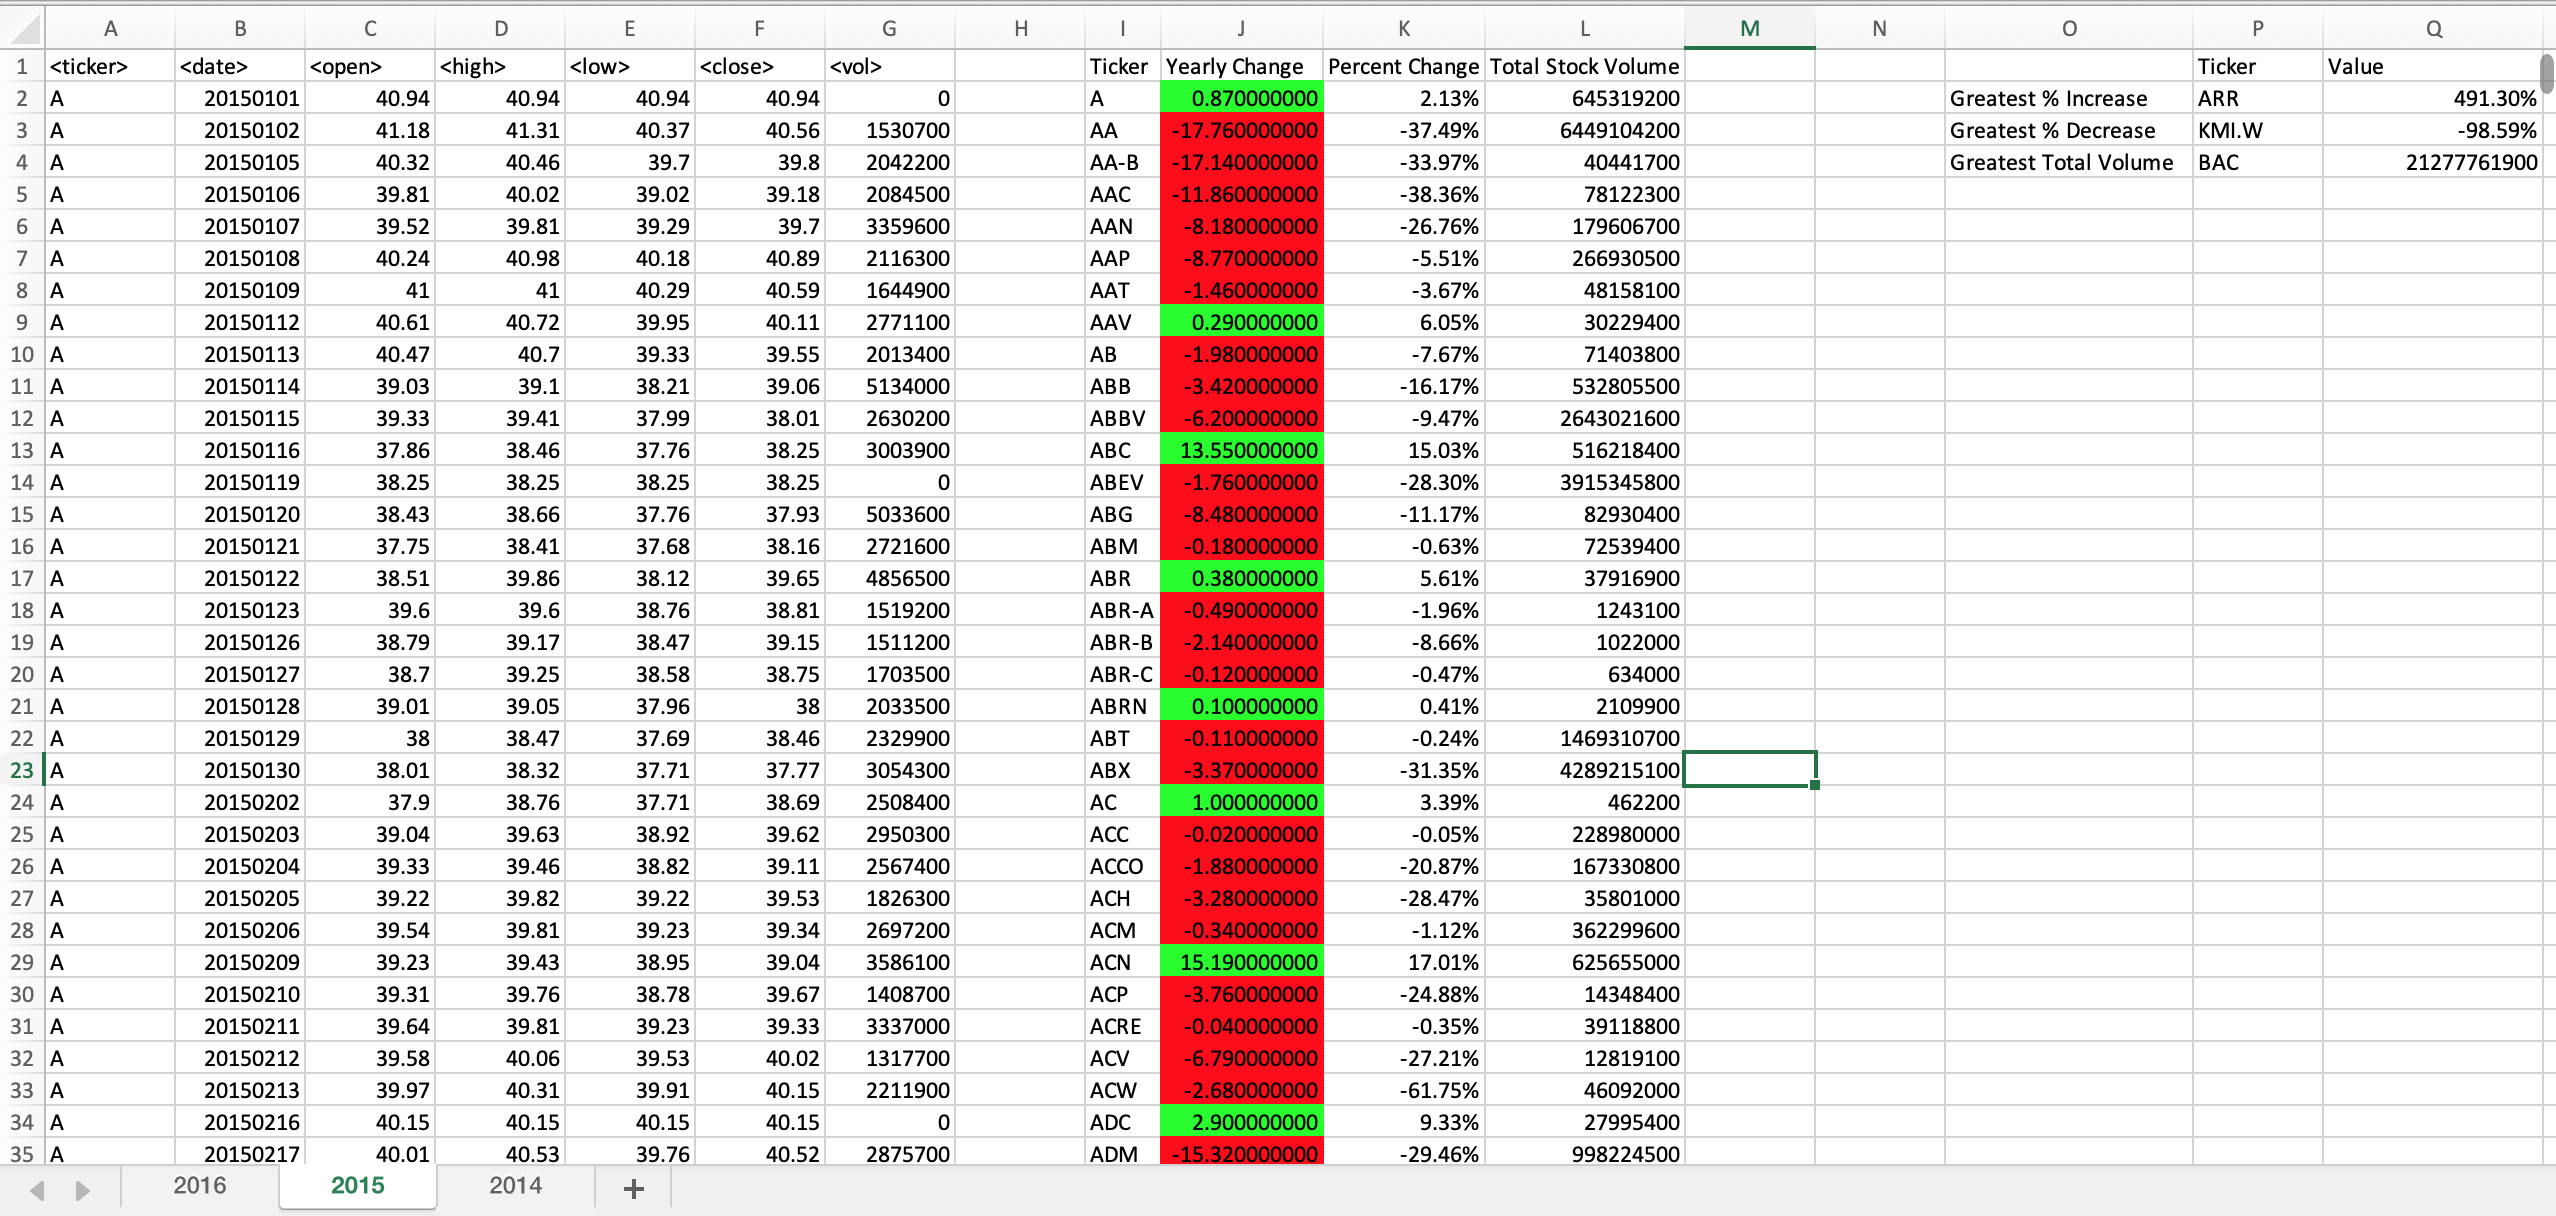 A B C D E F G H I J K L M N O P Q
1 <ticker> <date> <open> <high> <low> <close> <vol> Ticker Yearly Change Percent Change Total Stock Volume Ticker Value
2 A 20150101 40.94 40.94 40.94 40.94 0 A 0.870000000 2.13% 645319200 Greatest % Increase ARR 491.30%
3 A 20150102 41.18 41.31 40.37 40.56 1530700 AA -17.760000000 -37.49% 6449104200 Greatest % Decrease KMI.W -98.59%
4 A 20150105 40.32 40.46 39.7 39.8 2042200 AA-B -17.140000000 -33.97% 40441700 Greatest Total Volume BAC 21277761900
5 A 20150106 39.81 40.02 39.02 39.18 2084500 AAC -11.860000000 -38.36% 78122300
6 A 20150107 39.52 39.81 39.29 39.7 3359600 AAN -8.180000000 -26.76% 179606700
7 A 20150108 40.24 40.98 40.18 40.89 2116300 AAP -8.770000000 -5.51% 266930500
8 A 20150109 41 41 40.29 40.59 1644900 AAT -1.460000000 -3.67% 48158100
9 A 20150112 40.61 40.72 39.95 40.11 2771100 AAV 0.290000000 6.05% 30229400
10 A 20150113 40.47 40.7 39.33 39.55 2013400 AB -1.980000000 -7.67% 71403800
11 A 20150114 39.03 39.1 38.21 39.06 5134000 ABB -3.420000000 -16.17% 532805500
12 A 20150115 39.33 39.41 37.99 38.01 2630200 ABBV -6.200000000 -9.47% 2643021600
13 A 20150116 37.86 38.46 37.76 38.25 3003900 ABC 13.550000000 15.03% 516218400
14 A 20150119 38.25 38.25 38.25 38.25 0 ABEV -1.760000000 -28.30% 3915345800
15 A 20150120 38.43 38.66 37.76 37.93 5033600 ABG -8.480000000 -11.17% 82930400
16 A 20150121 37.75 38.41 37.68 38.16 2721600 ABM -0.180000000 -0.63% 72539400
17 A 20150122 38.51 39.86 38.12 39.65 4856500 ABR 0.380000000 5.61% 37916900
18 A 20150123 39.6 39.6 38.76 38.81 1519200 ABR-A -0.490000000 -1.96% 1243100
19 A 20150126 38.79 39.17 38.47 39.15 1511200 ABR-B -2.140000000 -8.66% 1022000
20 A 20150127 38.7 39.25 38.58 38.75 1703500 ABR-C -0.120000000 -0.47% 634000
21 A 20150128 39.01 39.05 37.96 38 2033500 ABRN 0.100000000 0.41% 2109900
22 A 20150129 38 38.47 37.69 38.46 2329900 ABT -0.110000000 -0.24% 1469310700
23 A 20150130 38.01 38.32 37.71 37.77 3054300 ABX -3.370000000 -31.35% 4289215100
24 A 20150202 37.9 38.76 37.71 38.69 2508400 AC 1.000000000 3.39% 462200
25 A 20150203 39.04 39.63 38.92 39.62 2950300 ACC -0.020000000 -0.05% 228980000
26 A 20150204 39.33 39.46 38.82 39.11 2567400 ACCO -1.880000000 -20.87% 167330800
27 A 20150205 39.22 39.82 39.22 39.53 1826300 ACH -3.280000000 -28.47% 35801000
28 A 20150206 39.54 39.81 39.23 39.34 2697200 ACM -0.340000000 -1.12% 362299600
29 A 20150209 39.23 39.43 38.95 39.04 3586100 ACN 15.190000000 17.01% 625655000
30 A 20150210 39.31 39.76 38.78 39.67 1408700 ACP -3.760000000 -24.88% 14348400
31 A 20150211 39.64 39.81 39.23 39.33 3337000 ACRE -0.040000000 -0.35% 39118800
32 A 20150212 39.58 40.06 39.53 40.02 1317700 ACV -6.790000000 -27.21% 12819100
33 A 20150213 39.97 40.31 39.91 40.15 2211900 ACW -2.680000000 -61.75% 46092000
34 A 20150216 40.15 40.15 40.15 40.15 0 ADC 2.900000000 9.33% 27995400
35 A 20150217 40.01 40.53 39.76 40.52 2875700 ADM -15.320000000 -29.46% 998224500
2016 2015 2014 +